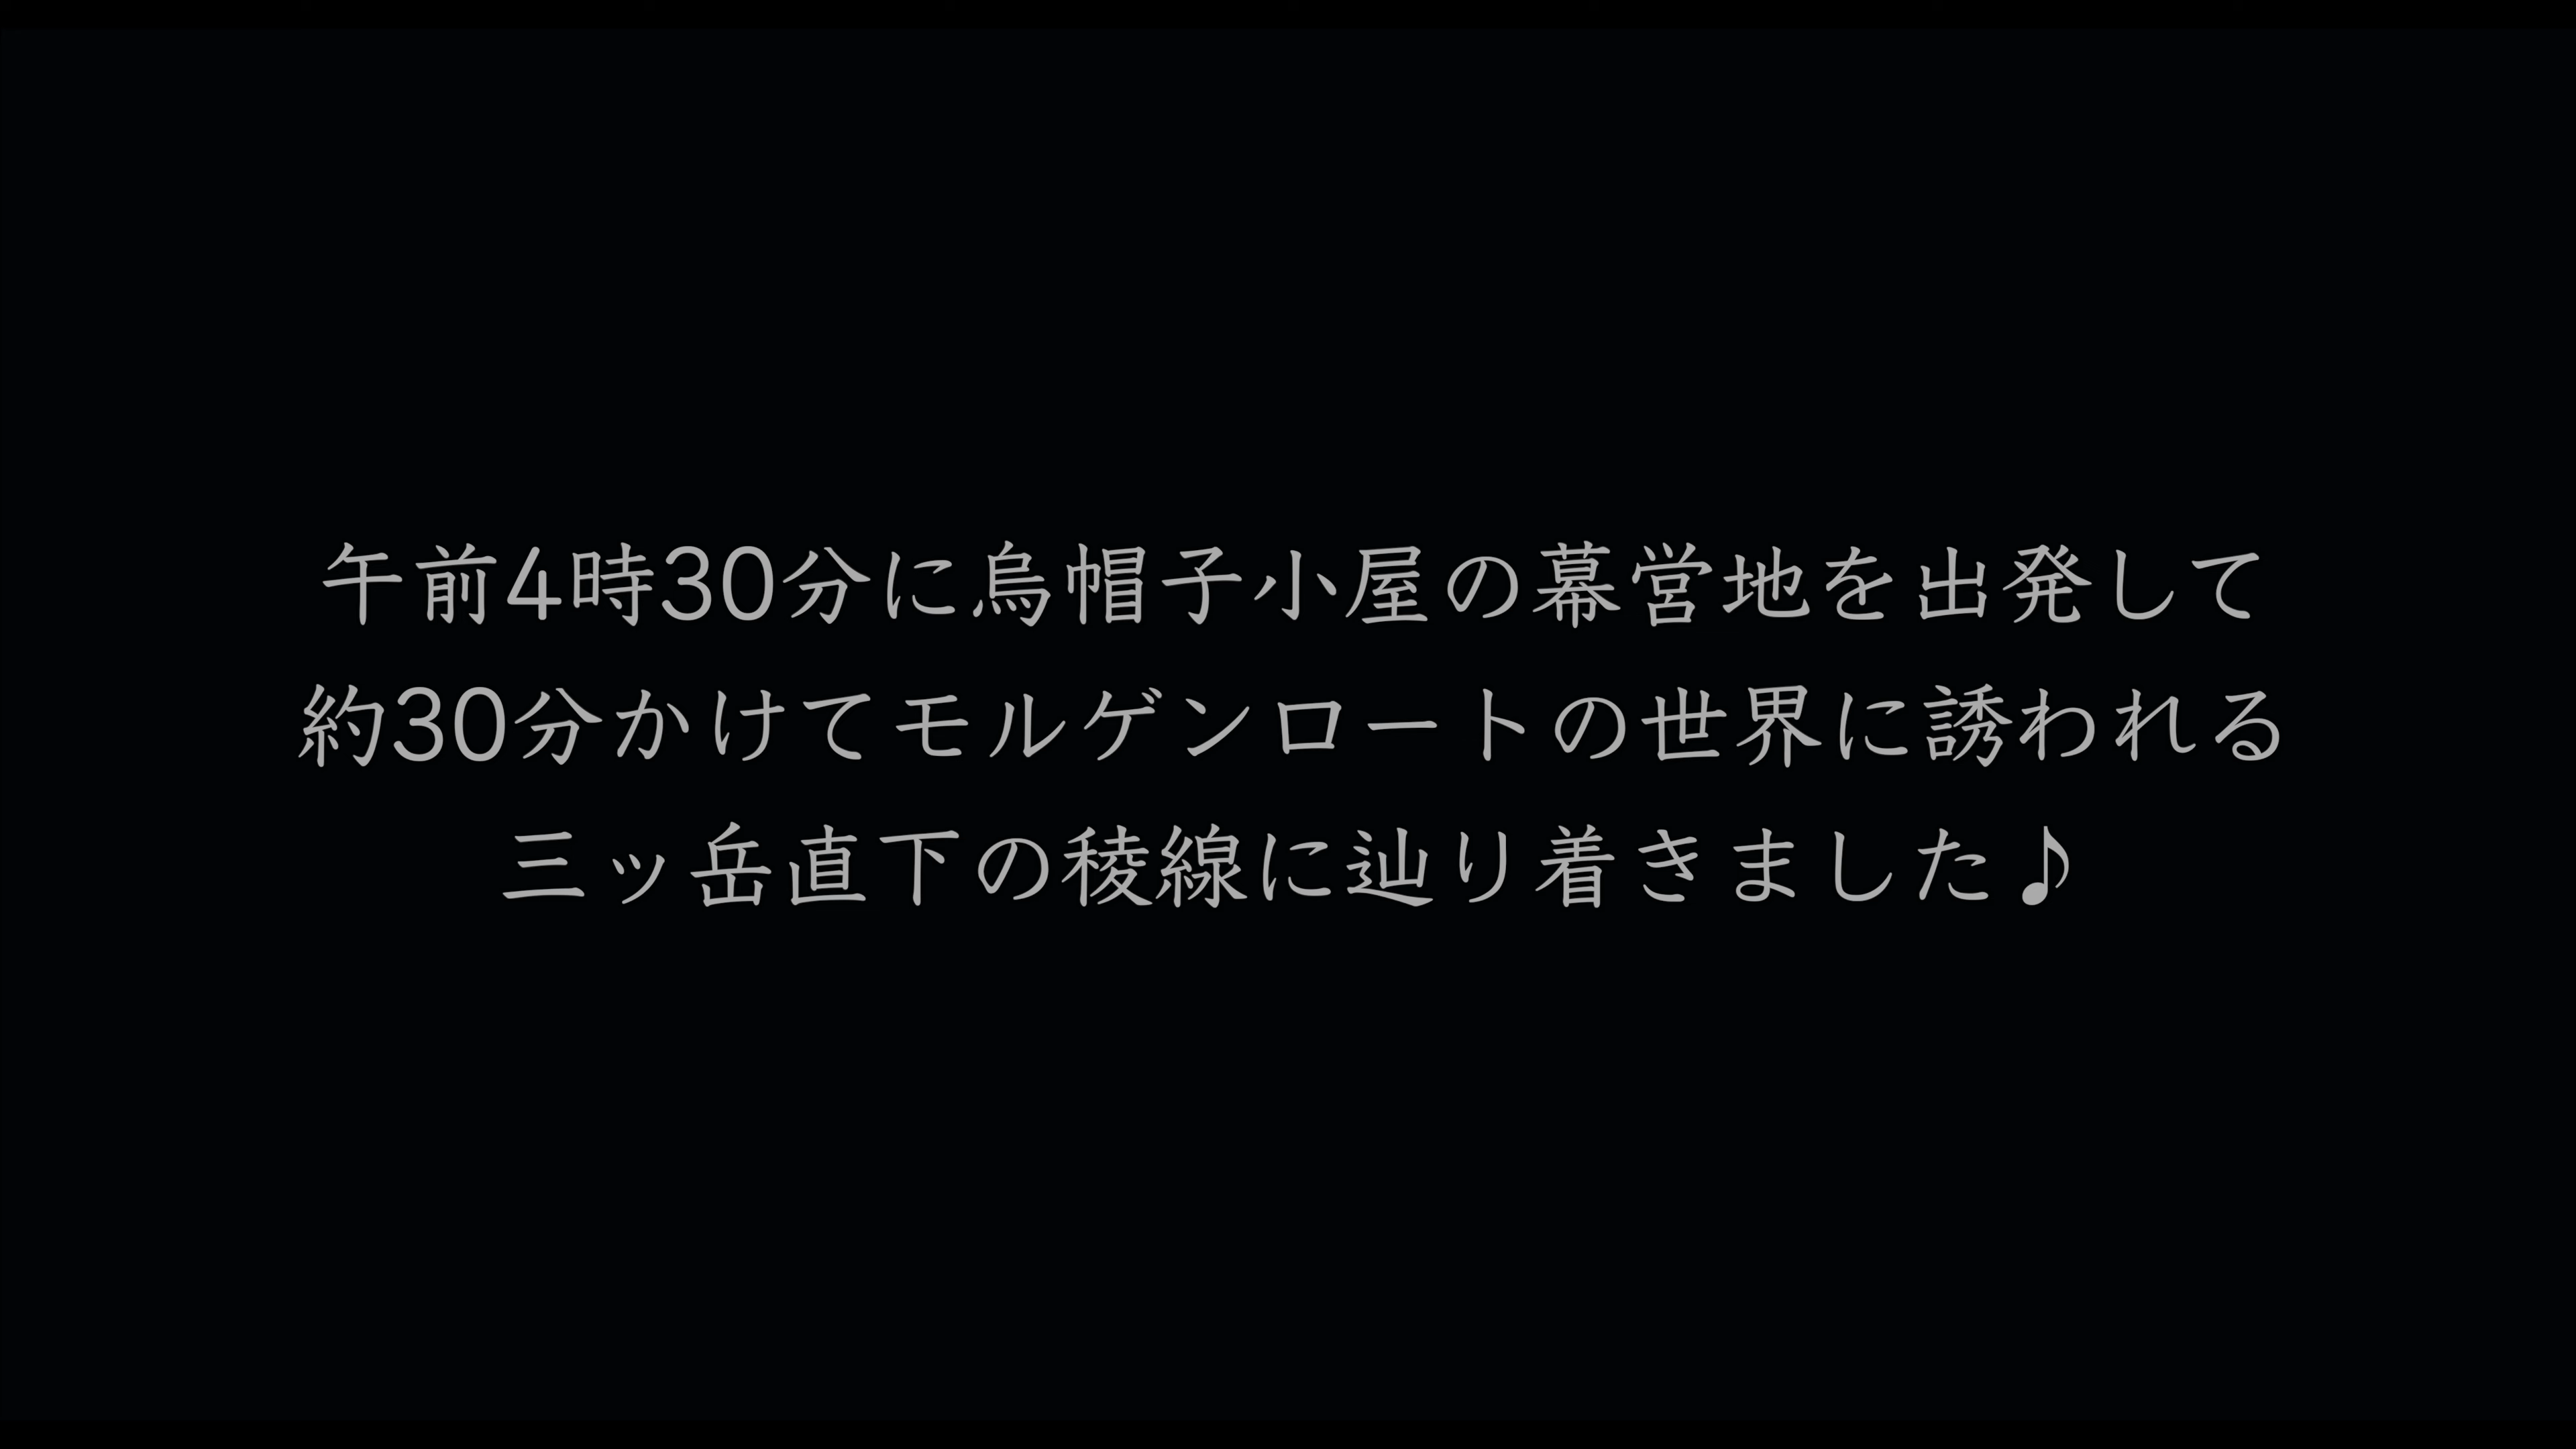 午前4時30分に烏帽子小屋の幕営地を出発して
約30分かけてモルゲンロートの世界に誘われる
三ッ岳直下の稜線に辿り着きました♪